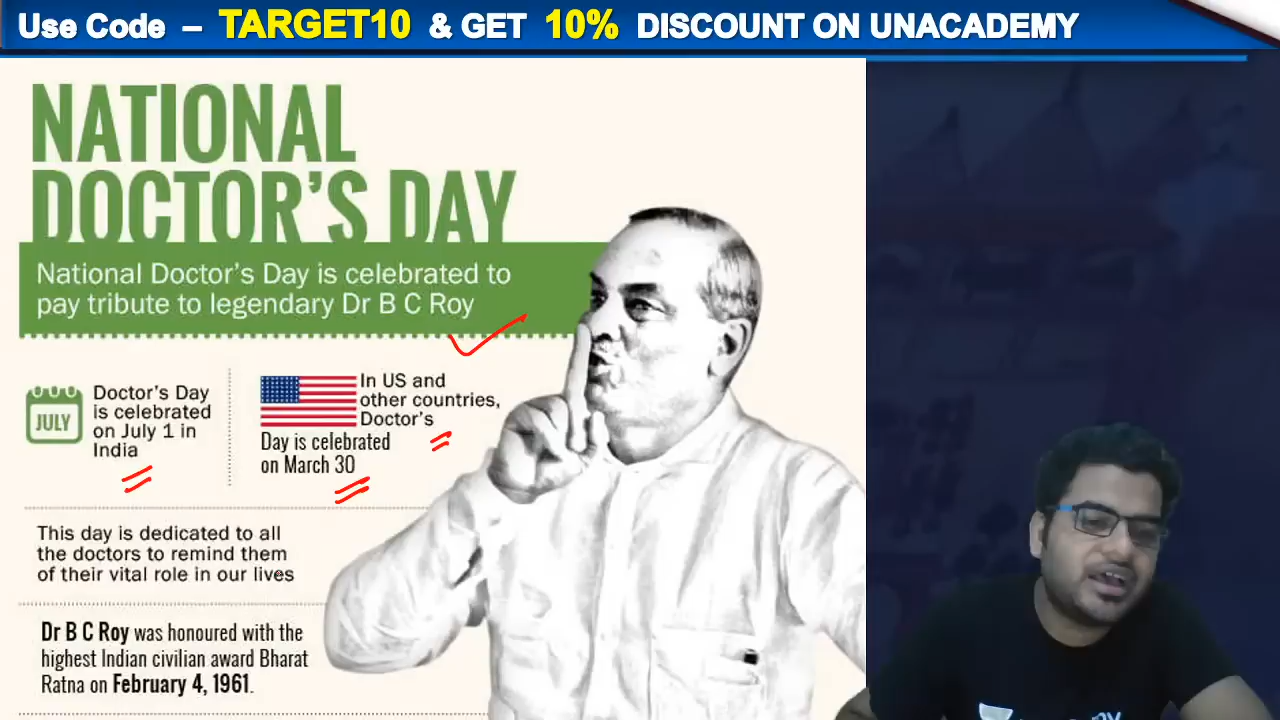 Use Code – TARGET10 & GET 10% DISCOUNT ON UNACADEMY
NATIONAL
DOCTOR'S DAY
National Doctor's Day is celebrated to
pay tribute to legendary Dr B C Roy
JULY
Doctor's Day
is celebrated
on July 1 in
India
In US and
other countries,
Doctor's
Day is celebrated
on March 30
This day is dedicated to all
the doctors to remind them
of their vital role in our lives
Dr B C Roy was honoured with the
highest Indian civilian award Bharat
Ratna on February 4, 1961.